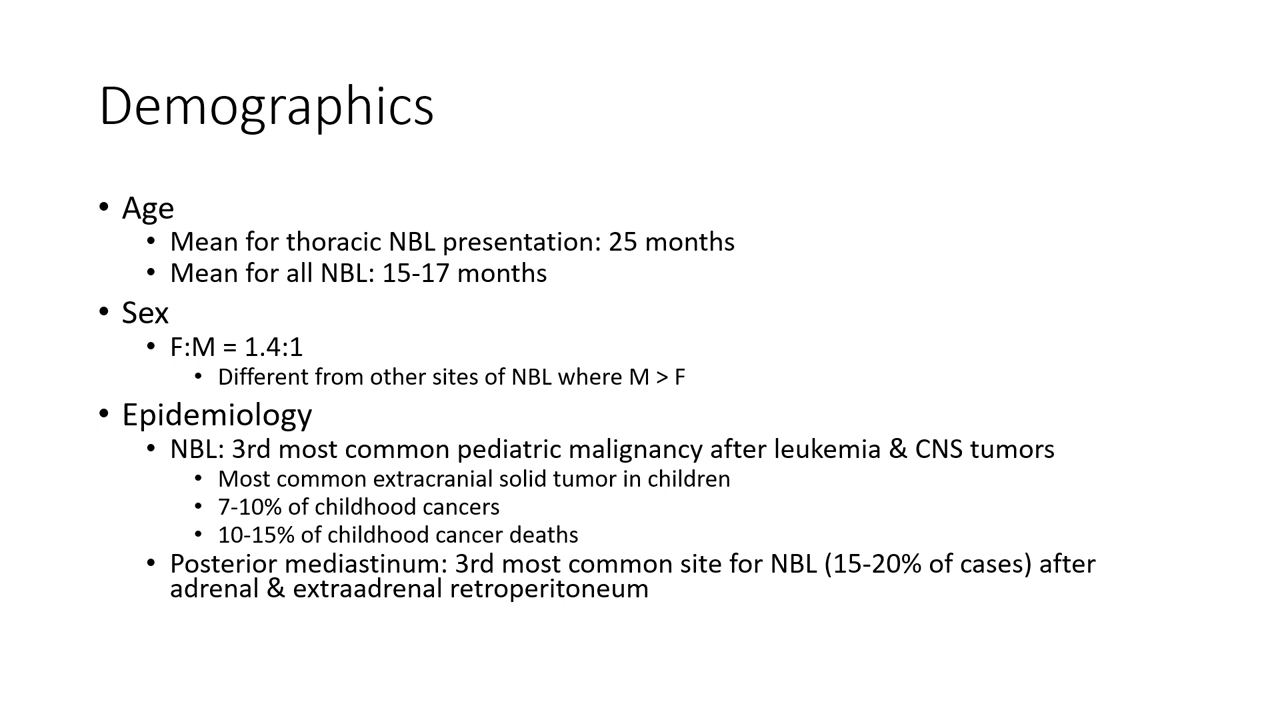 Demographics
• Age
• Mean for thoracic NBL presentation: 25 months
• Mean for all NBL: 15-17 months
• Sex
• F:M = 1.4:1
• Different from other sites of NBL where M > F
• Epidemiology
• NBL: 3rd most common pediatric malignancy after leukemia & CNS tumors
• Most common extracranial solid tumor in children
• 7-10% of childhood cancers
• 10-15% of childhood cancer deaths
• Posterior mediastinum: 3rd most common site for NBL (15-20% of cases) after
adrenal & extraadrenal retroperitoneum